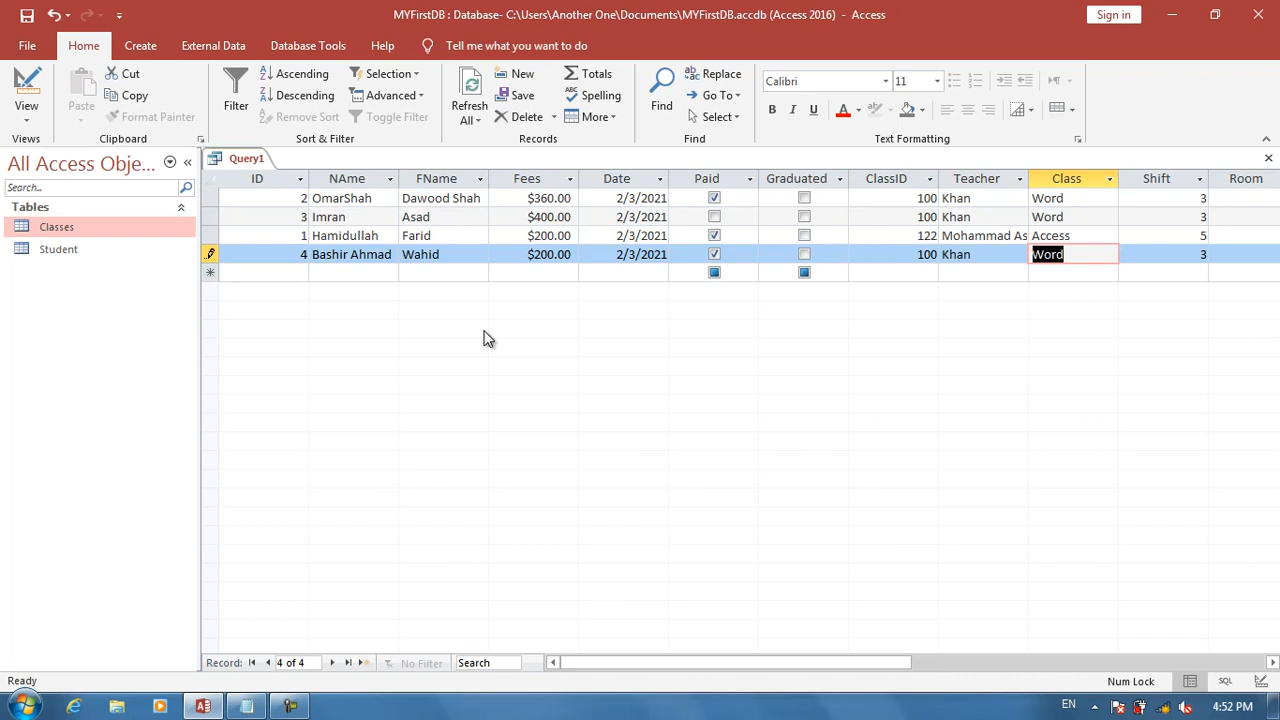 MYFirstDB : Database- C:\Users\Another One\Documents\MYFirstDB.accdb (Access 2016) - Access
Sign in
File Home Create External Data Database Tools Help Tell me what you want to do
View
Views
Paste
Cut
Copy
Format Painter
Clipboard
Filter
Ascending
Descending
Remove Sort
Selection
Advanced
Toggle Filter
Sort & Filter
Refresh All
New
Save
Delete
Totals
Spelling
More
Records
Find
Replace
Go To
Select
Find
Calibri 11
B I U A
Text Formatting
All Access Obje...
Search...
Tables
Classes
Student
Query1
ID NAme FName Fees Date Paid Graduated ClassID Teacher Class Shift Room
2 OmarShah Dawood Shah $360.00 2/3/2021 100 Khan Word 3
3 Imran Asad $400.00 2/3/2021 100 Khan Word 3
1 Hamidullah Farid $200.00 2/3/2021 122 Mohammad As Access 5
4 Bashir Ahmad Wahid $200.00 2/3/2021 100 Khan Word 3
Record: 4 of 4 No Filter Search
Ready
Num Lock
SQL
EN 4:52 PM